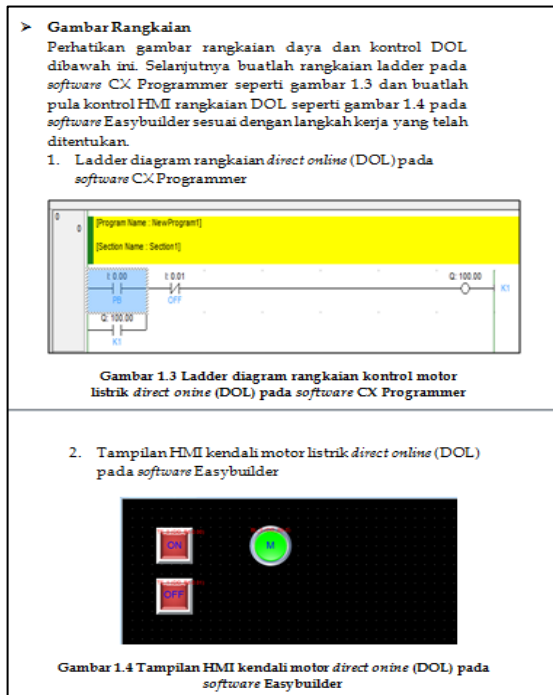 ➢ Gambar Rangkaian
Perhatikan gambar rangkaian daya dan kontrol DOL
dibawah ini. Selanjutnya buatlah rangkaian ladder pada
software CX Programmer seperti gambar 1.3 dan buatlah
pula kontrol HMI rangkaian DOL seperti gambar 1.4 pada
software Easybuilder sesuai dengan langkah kerja yang telah
ditentukan.
1. Ladder diagram rangkaian direct online (DOL) pada
software CX Programmer
0
0
[Program Name : NewProgram1]
[Section Name : Section1]
I: 0.00 I: 0.01 Q: 100.00
PB OFF K1
Q: 100.00
K1
Gambar 1.3 Ladder diagram rangkaian kontrol motor
listrik direct onine (DOL) pada software CX Programmer
2. Tampilan HMI kendali motor listrik direct online (DOL)
pada software Easybuilder
ON M
OFF
Gambar 1.4 Tampilan HMI kendali motor direct onine (DOL) pada
software Easybuilder